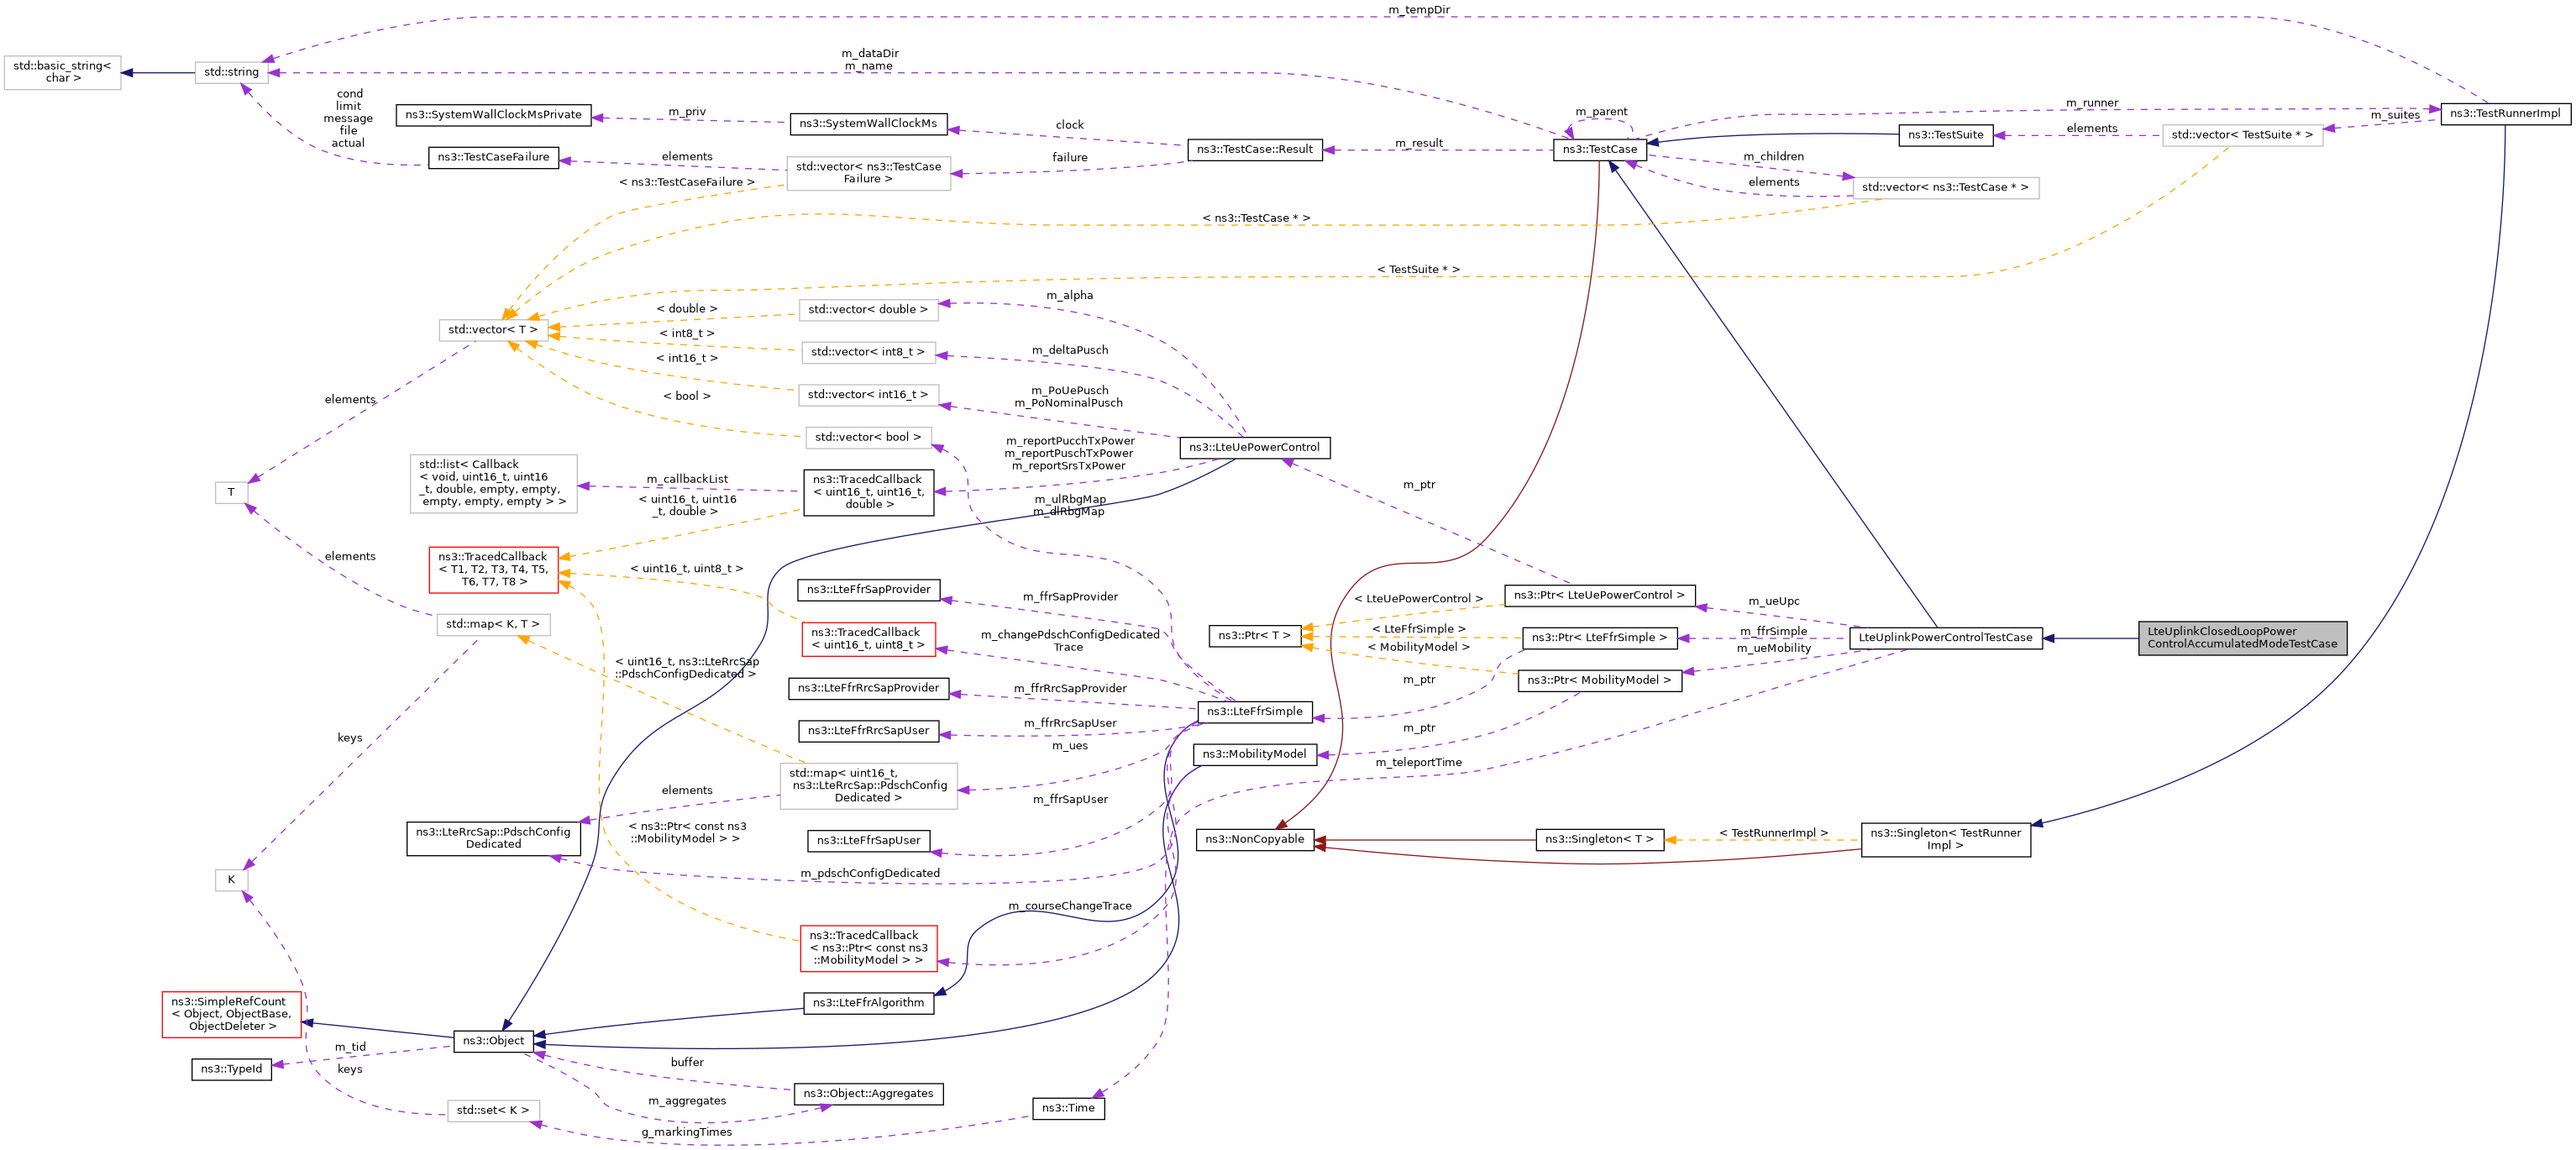 m_tempDir
std::basic_string<
char >
std::string
m_dataDir
m_name
cond
limit
message
file
actual
ns3::SystemWallClockMsPrivate
m_priv
ns3::SystemWallClockMs
clock
ns3::TestCaseFailure
elements
std::vector< ns3::TestCase
Failure >
failure
ns3::TestCase::Result
m_result
m_parent
ns3::TestCase
m_runner
ns3::TestSuite
elements
std::vector< TestSuite * >
m_suites
ns3::TestRunnerImpl
m_children
elements
std::vector< ns3::TestCase * >
< ns3::TestCaseFailure >
< ns3::TestCase * >
< TestSuite * >
std::vector< T >
< double >
std::vector< double >
m_alpha
< int8_t >
std::vector< int8_t >
m_deltaPusch
< int16_t >
std::vector< int16_t >
m_PoUePusch
m_PoNominalPusch
< bool >
std::vector< bool >
elements
ns3::LteUePowerControl
m_reportPucchTxPower
m_reportPuschTxPower
m_reportSrsTxPower
std::list< Callback
< void, uint16_t, uint16
_t, double, empty, empty,
empty, empty, empty > >
m_callbackList
ns3::TracedCallback
< uint16_t, uint16_t,
double >
< uint16_t, uint16
_t, double >
m_ulRbgMap
m_dlRbgMap
m_ptr
T
elements
ns3::TracedCallback
< T1, T2, T3, T4, T5,
T6, T7, T8 >
< uint16_t, uint8_t >
ns3::LteFfrSapProvider
m_ffrSapProvider
ns3::TracedCallback
< uint16_t, uint8_t >
m_changePdschConfigDedicated
Trace
std::map< K, T >
< uint16_t, ns3::LteRrcSap
::PdschConfigDedicated >
ns3::LteFfrRrcSapProvider
m_ffrRrcSapProvider
ns3::LteFfrRrcSapUser
m_ffrRrcSapUser
m_ues
ns3::LteFfrSimple
ns3::MobilityModel
ns3::Ptr< T >
< LteUePowerControl >
< LteFfrSimple >
< MobilityModel >
ns3::Ptr< LteUePowerControl >
ns3::Ptr< LteFfrSimple >
ns3::Ptr< MobilityModel >
m_ptr
m_ptr
m_ueUpc
m_ffrSimple
m_ueMobility
LteUplinkPowerControlTestCase
LteUplinkClosedLoopPower
ControlAccumulatedModeTestCase
m_teleportTime
keys
std::map< uint16_t,
ns3::LteRrcSap::PdschConfig
Dedicated >
elements
m_ffrSapUser
ns3::LteRrcSap::PdschConfig
Dedicated
< ns3::Ptr< const ns3
::MobilityModel > >
ns3::LteFfrSapUser
m_pdschConfigDedicated
ns3::NonCopyable
ns3::Singleton< T >
< TestRunnerImpl >
ns3::Singleton< TestRunner
Impl >
K
m_courseChangeTrace
ns3::TracedCallback
< ns3::Ptr< const ns3
::MobilityModel > >
ns3::LteFfrAlgorithm
ns3::SimpleRefCount
< Object, ObjectBase,
ObjectDeleter >
ns3::Object
m_tid
ns3::TypeId
keys
buffer
ns3::Object::Aggregates
m_aggregates
std::set< K >
ns3::Time
g_markingTimes